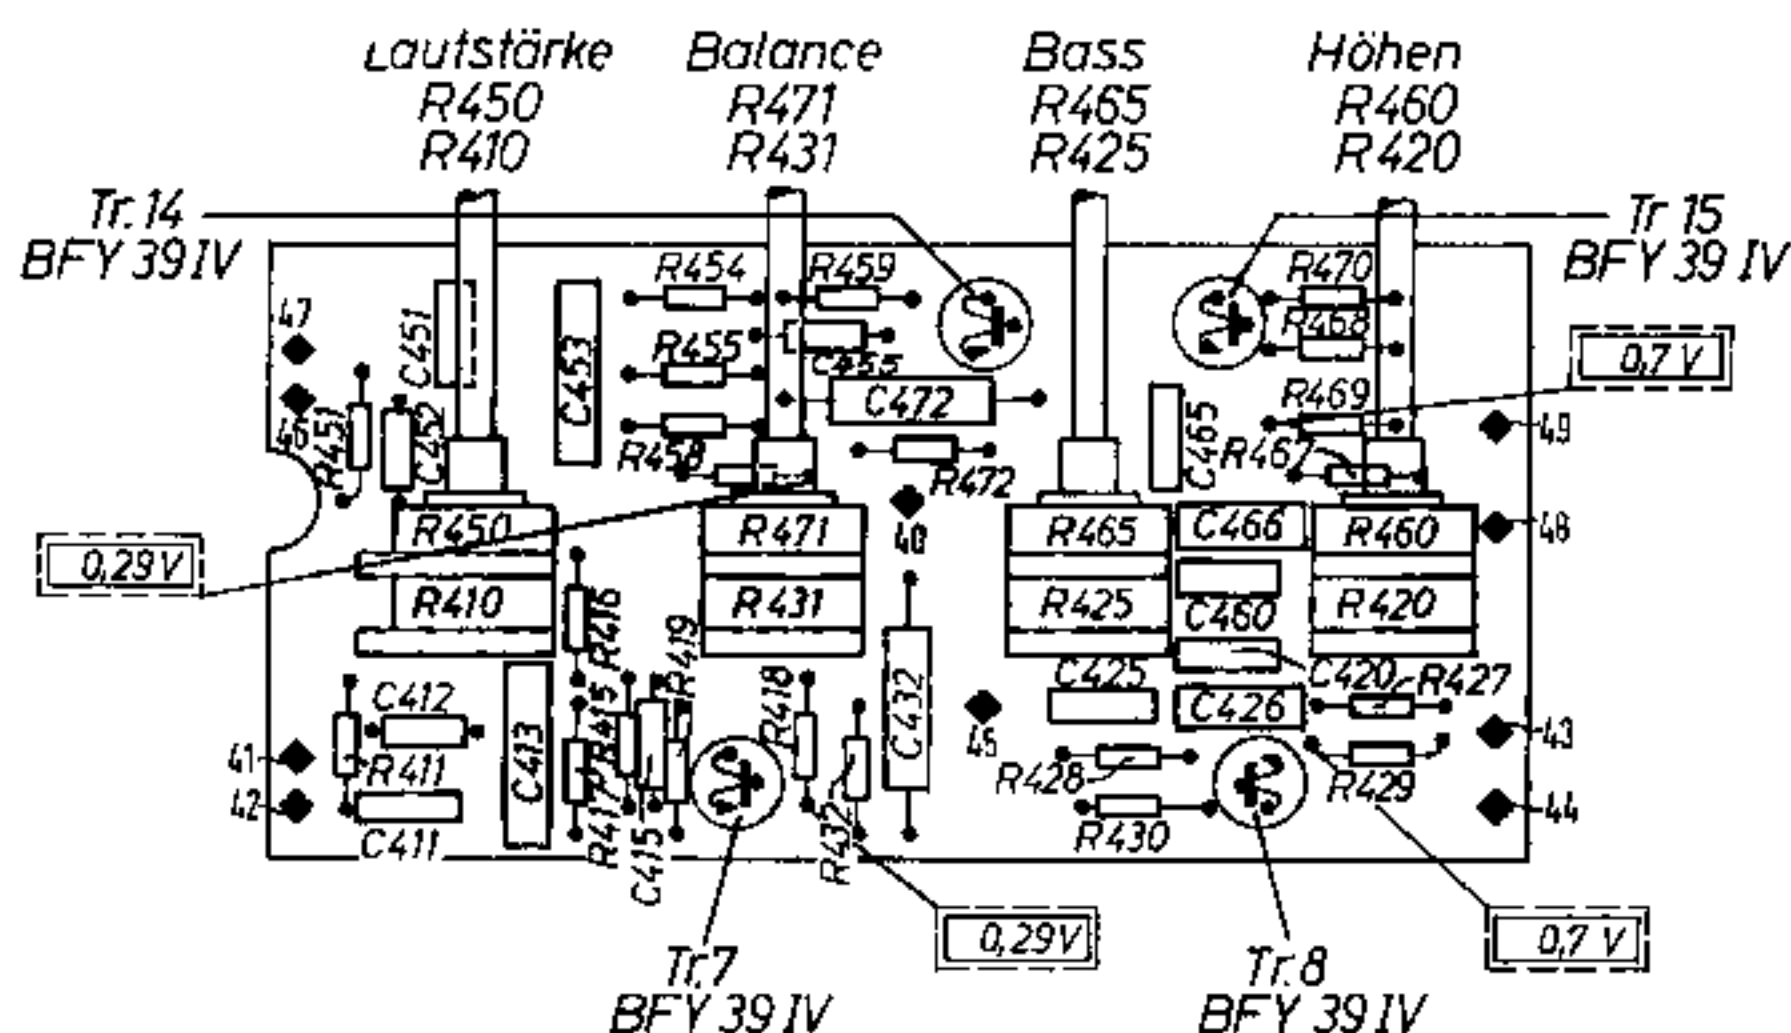 Lautstärke
R450
R410
Balance
R471
R431
Bass
R465
R425
Höhen
R460
R420
Tr. 14
BFY 39 IV
Tr 15
BFY 39 IV
R454
R459
R470
47
C451
C453
R455
C455
R468
0,7 V
C472
R469
46
R451
C452
R458
R472
C465
R467
49
R450
R471
40
R465
C466
R460
48
0,29 V
R410
R416
R431
R425
C460
R420
R419
C412
R415
R418
C432
C425
C420
R427
C426
45
41
R411
C413
R428
R429
43
42
C411
R417
C415
R432
R430
44
0,29V
0,7 V
Tr.7
BFY 39 IV
Tr.8
BFY 39 IV